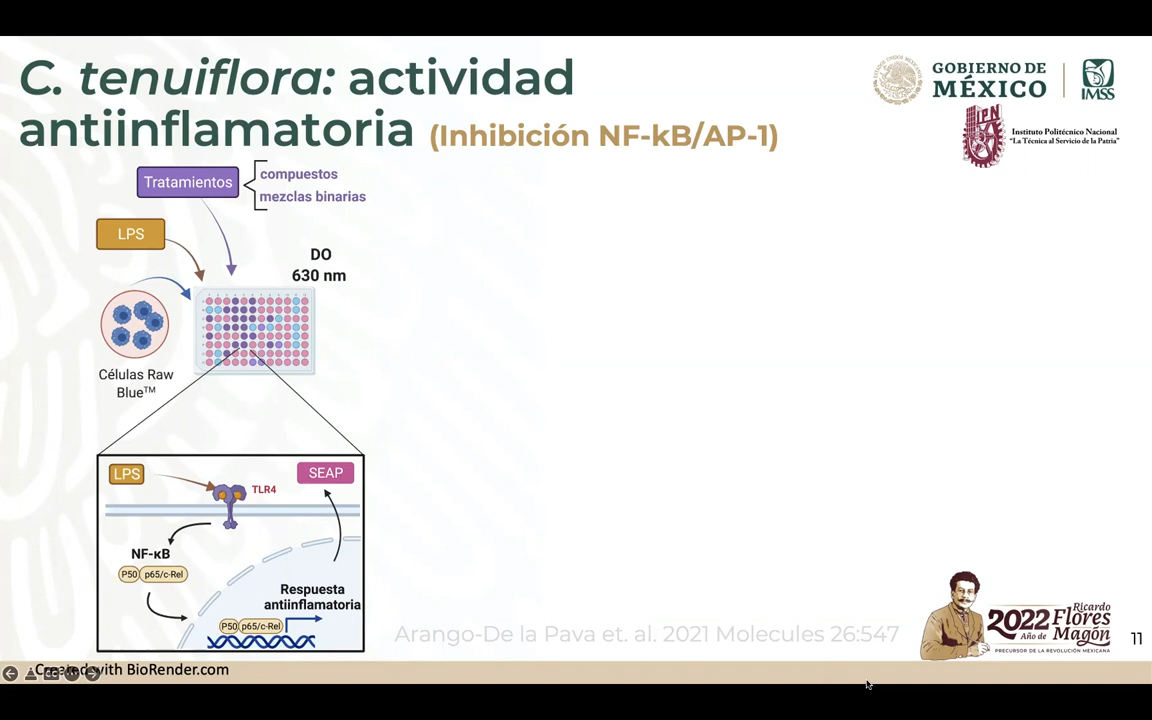 C. tenuiflora: actividad
antiinflamatoria (Inhibición NF-kB/AP-1)
GOBIERNO DE
MÉXICO
IMSS
IPN
Instituto Politécnico Nacional
"La Técnica al Servicio de la Patria"
Tratamientos
compuestos
mezclas binarias
LPS
DO
630 nm
Células Raw
Blue™
LPS
SEAP
TLR4
NF-κB
P50 p65/c-Rel
Respuesta
antiinflamatoria
P50 p65/c-Rel
Arango-De la Pava et. al. 2021 Molecules 26:547
2022 Ricardo
Año de Flores
Magón
PRECURSOR DE LA REVOLUCIÓN MEXICANA
11
Created with BioRender.com